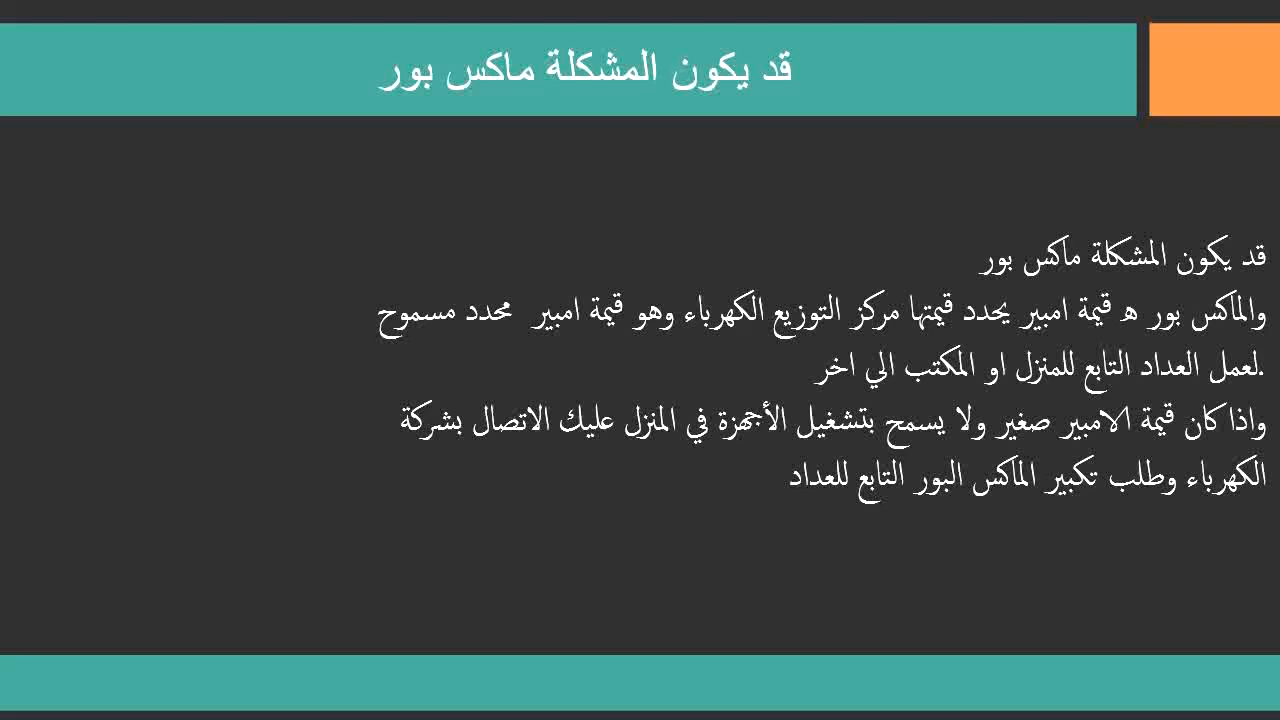 قد يكون المشكلة ماكس بور
قد يكون المشكلة ماكس بور
والماكس بور ه قيمة امبير يحدد قيمتها مركز التوزيع الكهرباء وهو قيمة امبير محدد مسموح
لعمل العداد التابع للمنزل او المكتب الي اخر.
واذا كان قيمة الامبير صغير ولا يسمح بتشغيل الأجهزة في المنزل عليك الاتصال بشركة
الكهرباء وطلب تكبير الماكس البور التابع للعداد